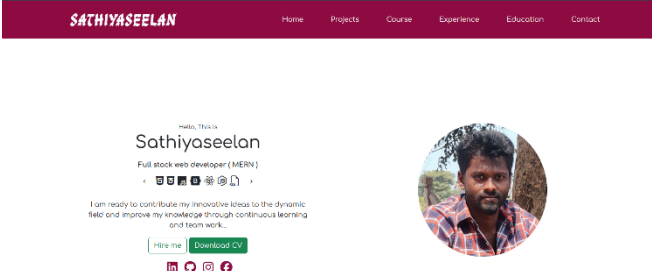 SATHIYASEELAN
Home Projects Course Experience Education Contact
Hello, This is
Sathiyaseelan
Full stack web developer ( MERN )
I am ready to contribute my innovative ideas to the dynamic
field and improve my knowledge through continuous learning
and team work...
Hire me Download CV